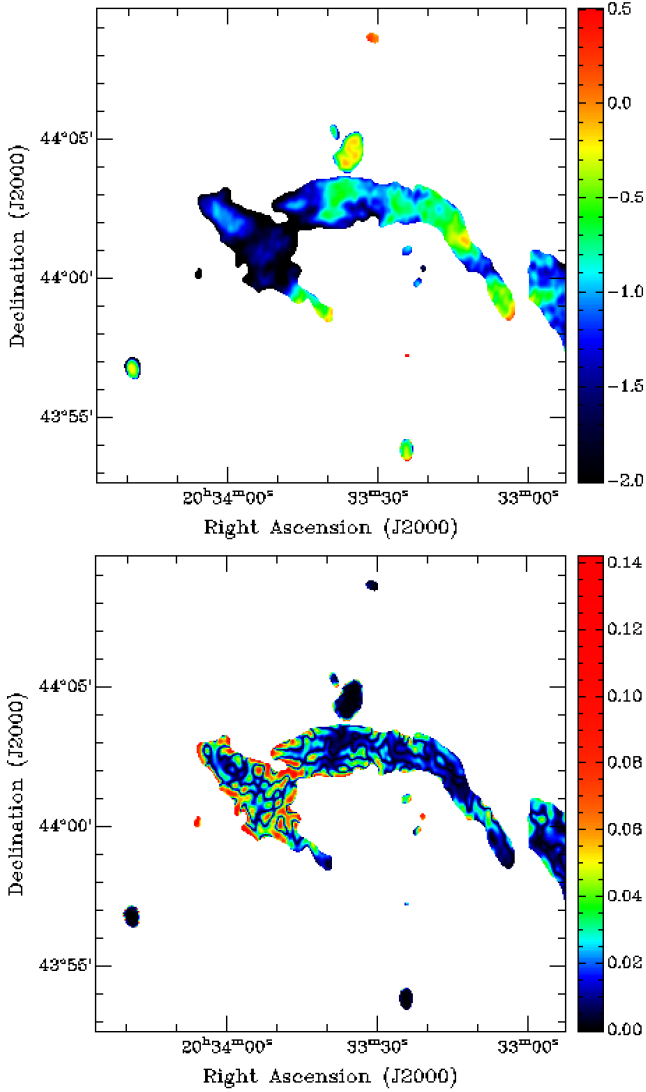 0.5
0.0
−0.5
−1.0
−1.5
−2.0
44°05'
44°00'
43°55'
Declination (J2000)
20ʰ34ᵐ00ˢ
33ᵐ30ˢ
33ᵐ00ˢ
Right Ascension (J2000)
0.14
0.12
0.10
0.08
0.06
0.04
0.02
0.00
44°05'
44°00'
43°55'
Declination (J2000)
20ʰ34ᵐ00ˢ
33ᵐ30ˢ
33ᵐ00ˢ
Right Ascension (J2000)